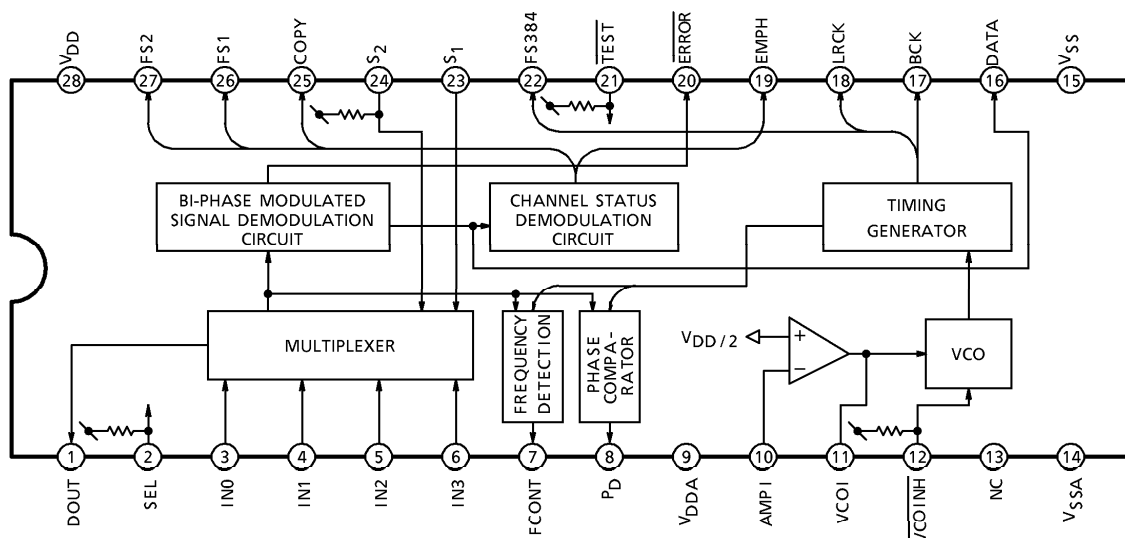 VDD
FS2
FS1
COPY
S2
S1
FS384
TEST
ERROR
EMPH
LRCK
BCK
DATA
VSS
28
27
26
25
24
23
22
21
20
19
18
17
16
15
BI-PHASE MODULATED
SIGNAL DEMODULATION
CIRCUIT
CHANNEL STATUS
DEMODULATION
CIRCUIT
TIMING
GENERATOR
MULTIPLEXER
FREQUENCY
DETECTION
PHASE
COMPA-
RATOR
VDD/2
+
−
VCO
1
2
3
4
5
6
7
8
9
10
11
12
13
14
DOUT
SEL
IN0
IN1
IN2
IN3
FCONT
PD
VDDA
AMPI
VCOI
VCOINH
NC
VSSA